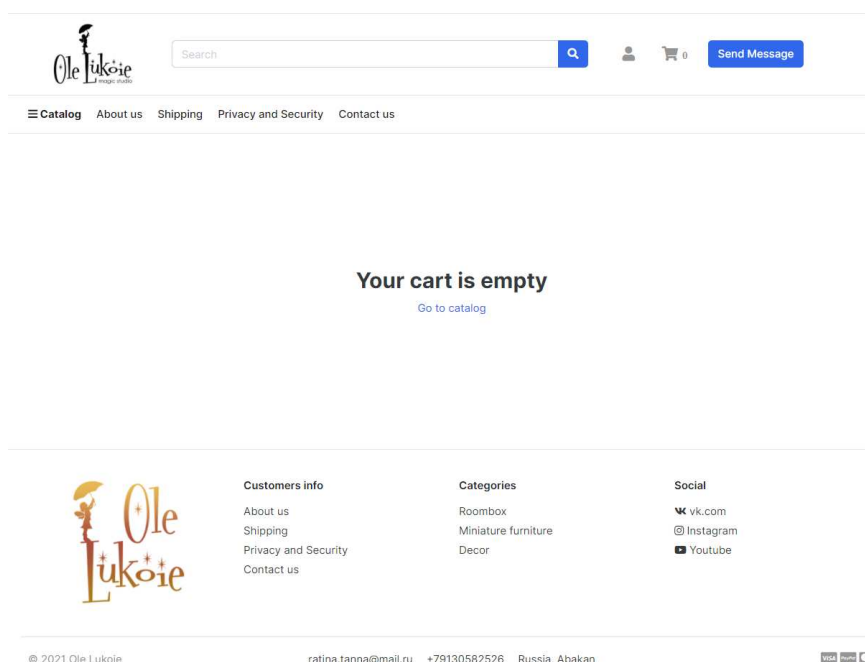 Ole Lukoie
magic studio
Search
0
Send Message
Catalog About us Shipping Privacy and Security Contact us
Your cart is empty
Go to catalog
Ole
Lukoie
Customers info
About us
Shipping
Privacy and Security
Contact us
Categories
Roombox
Miniature furniture
Decor
Social
vk.com
Instagram
Youtube
© 2021 Ole Lukoie ratina.tanna@mail.ru +79130582526 Russia, Abakan VISA PayPal